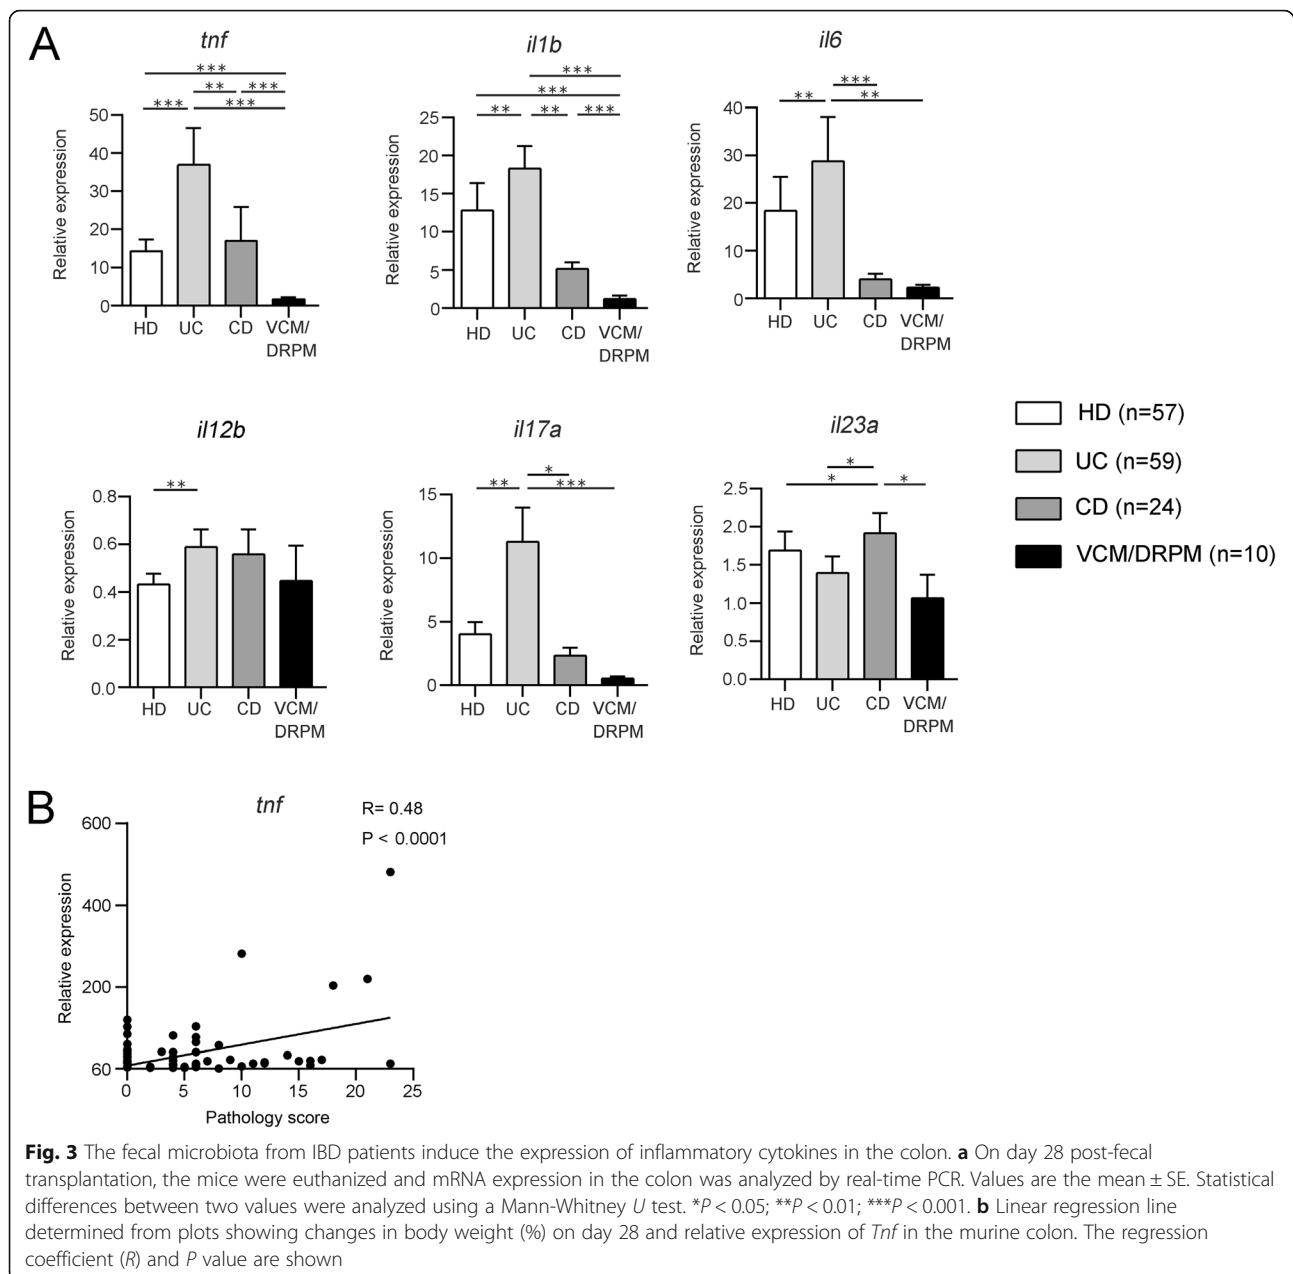 A
tnf
***
** ***
*** ***
Relative expression
50
40
30
20
10
0
HD UC CD VCM/
DRPM
il1b
***
***
** ** ***
Relative expression
25
20
15
10
5
0
HD UC CD VCM/
DRPM
il6
***
** **
Relative expression
40
30
20
10
0
HD UC CD VCM/
DRPM
il12b
**
Relative expression
0.8
0.6
0.4
0.2
0.0
HD UC CD VCM/
DRPM
il17a
*
** ***
Relative expression
15
10
5
0
HD UC CD VCM/
DRPM
il23a
*
* *
Relative expression
2.5
2.0
1.5
1.0
0.5
0.0
HD UC CD VCM/
DRPM
HD (n=57)
UC (n=59)
CD (n=24)
VCM/DRPM (n=10)
B
tnf
R= 0.48
P < 0.0001
Relative expression
600
400
200
60
0 5 10 15 20 25
Pathology score
Fig. 3 The fecal microbiota from IBD patients induce the expression of inflammatory cytokines in the colon. a On day 28 post-fecal
transplantation, the mice were euthanized and mRNA expression in the colon was analyzed by real-time PCR. Values are the mean ± SE. Statistical
differences between two values were analyzed using a Mann-Whitney U test. *P < 0.05; **P < 0.01; ***P < 0.001. b Linear regression line
determined from plots showing changes in body weight (%) on day 28 and relative expression of Tnf in the murine colon. The regression
coefficient (R) and P value are shown